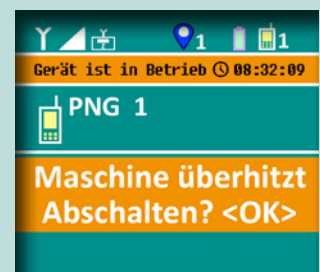 1 1
Gerät ist in Betrieb 08:32:09
PNG 1
Maschine überhitzt
Abschalten? <OK>